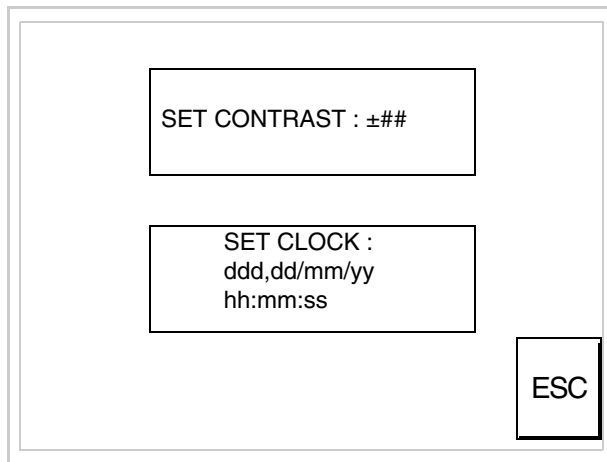 SET CONTRAST : ±##
SET CLOCK :
ddd,dd/mm/yy
hh:mm:ss
ESC